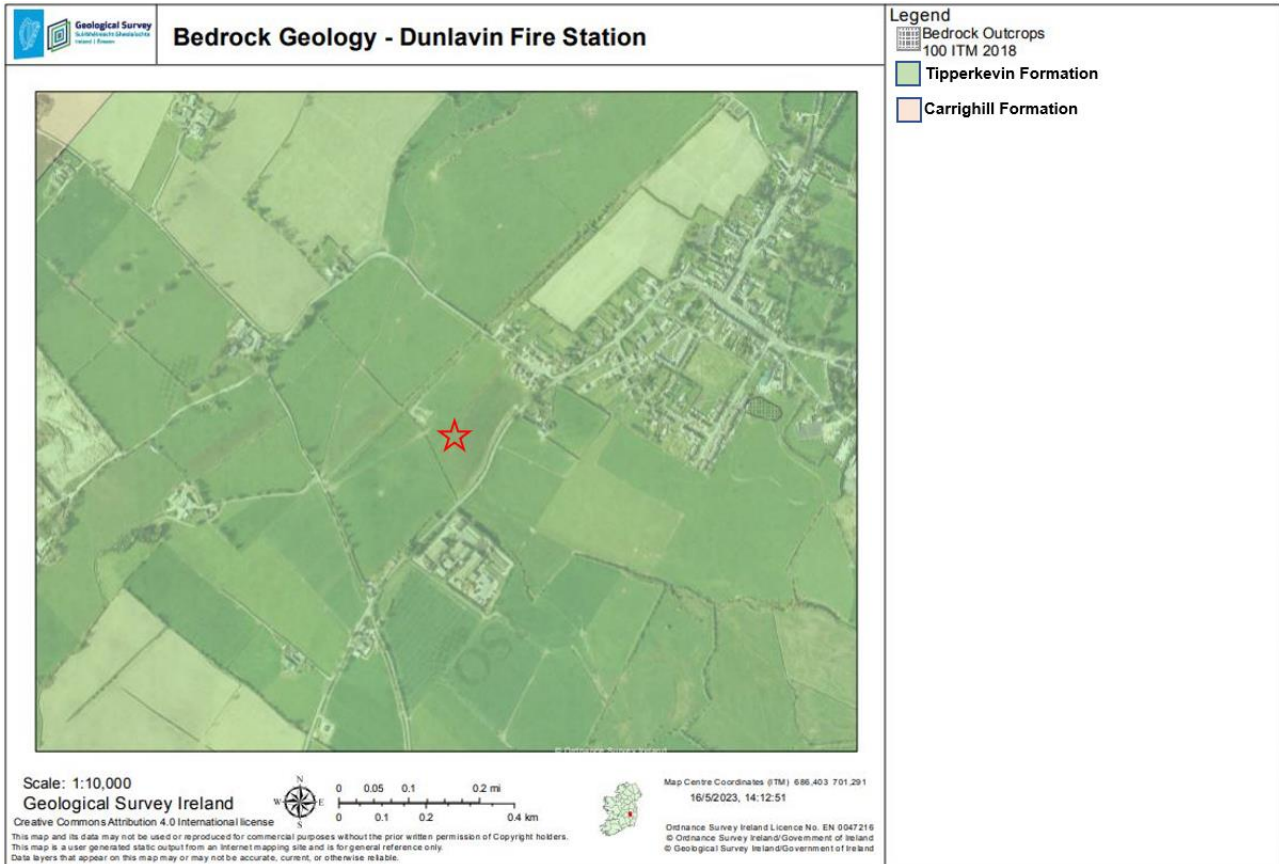 Geological Survey
Suirbhéireacht Gheolaíochta
Ireland | Éireann
Bedrock Geology - Dunlavin Fire Station
Legend
Bedrock Outcrops
100 ITM 2018
Tipperkevin Formation
Carrighill Formation
© Ordnance Survey Ireland
Scale: 1:10,000
Geological Survey Ireland
Creative Commons Attribution 4.0 International license
This map and its data may not be used or reproduced for commercial purposes without the prior written permission of Copyright holders.
This map is a user generated static output from an Internet mapping site and is for general reference only.
Data layers that appear on this map may or may not be accurate, current, or otherwise reliable.
N
W E
S
0 0.05 0.1 0.2 mi
0 0.1 0.2 0.4 km
Map Centre Coordinates (ITM) 686,403 701,291
16/5/2023, 14:12:51
Ordnance Survey Ireland Licence No. EN 0047216
© Ordnance Survey Ireland/Government of Ireland
© Geological Survey Ireland/Government of Ireland